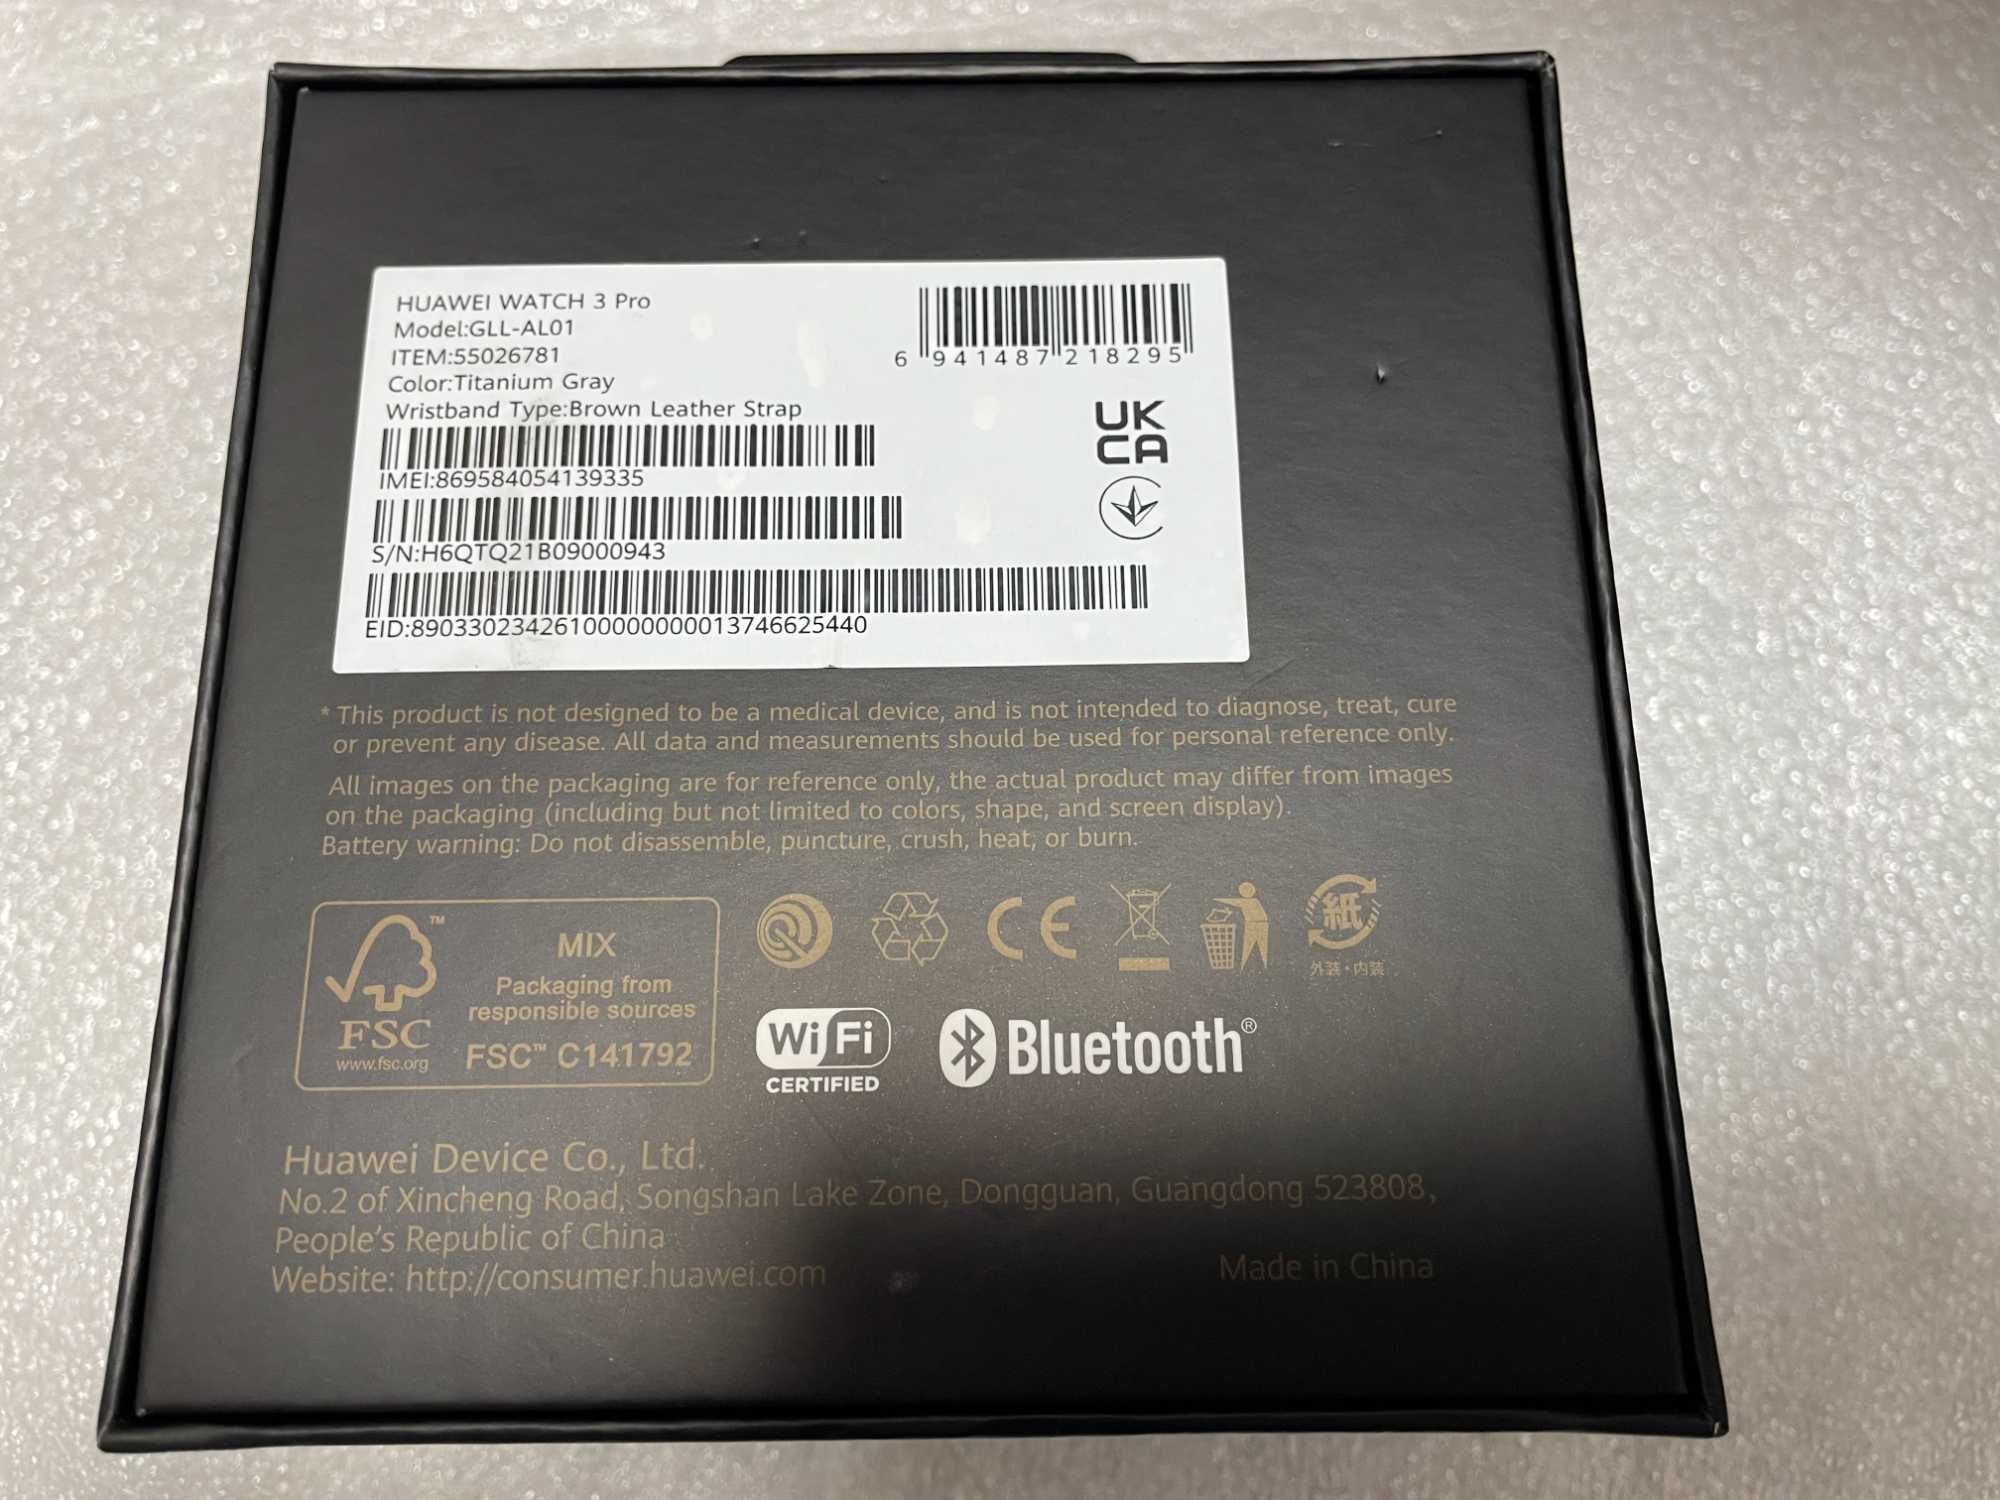 HUAWEI WATCH 3 Pro
Model:GLL-AL01
ITEM:55026781
Color:Titanium Gray
Wristband Type:Brown Leather Strap
IMEI:869584054139335
S/N:H6QTQ21B09000943
EID:89033023426100000000013746625440
6 941487 218295
UK
CA
* This product is not designed to be a medical device, and is not intended to diagnose, treat, cure
or prevent any disease. All data and measurements should be used for personal reference only.
All images on the packaging are for reference only, the actual product may differ from images
on the packaging (including but not limited to colors, shape, and screen display).
Battery warning: Do not disassemble, puncture, crush, heat, or burn.
FSC
™
www.fsc.org
MIX
Packaging from
responsible sources
FSC™ C141792
CE
紙
外装・内装
Wi Fi
CERTIFIED
Bluetooth®
Huawei Device Co., Ltd.
No.2 of Xincheng Road, Songshan Lake Zone, Dongguan, Guangdong 523808,
People's Republic of China
Website: http://consumer.huawei.com
Made in China